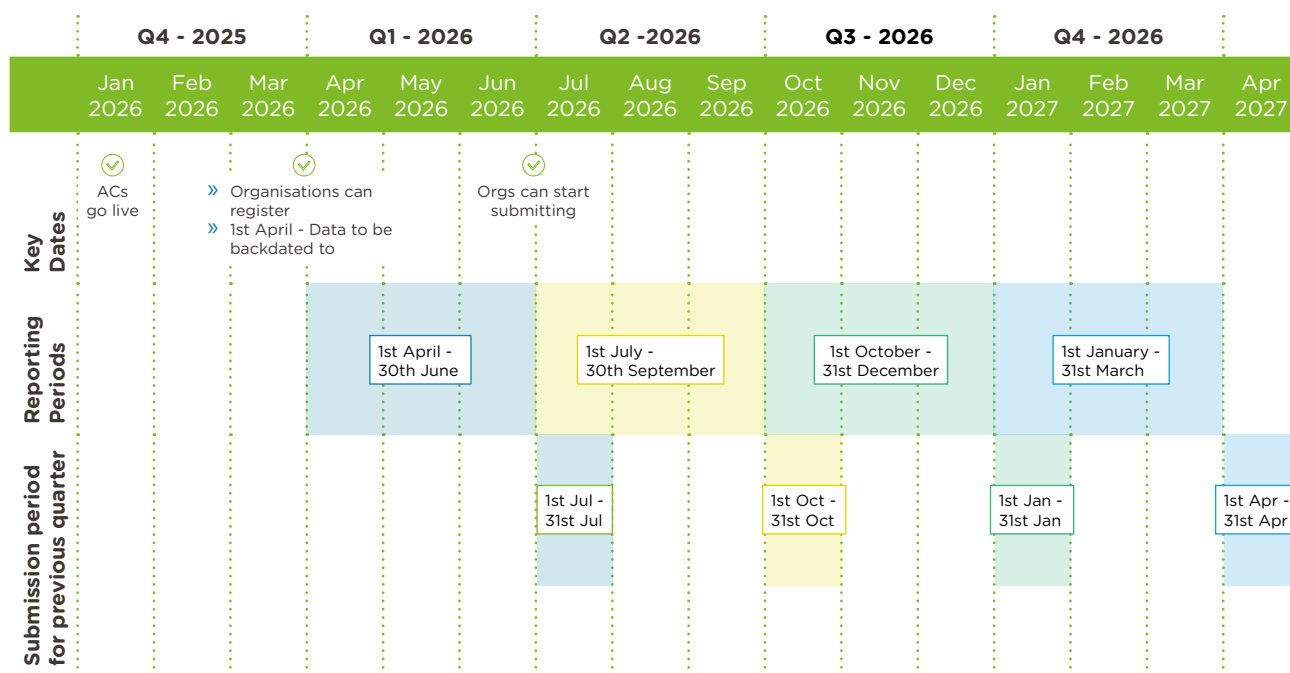 Q4 - 2025
Q1 - 2026
Q2 -2026
Q3 - 2026
Q4 - 2026
Jan
2026
Feb
2026
Mar
2026
Apr
2026
May
2026
Jun
2026
Jul
2026
Aug
2026
Sep
2026
Oct
2026
Nov
2026
Dec
2026
Jan
2027
Feb
2027
Mar
2027
Apr
2027
Key
Dates
ACs
go live
» Organisations can
register
» 1st April - Data to be
backdated to
Orgs can start
submitting
Reporting
Periods
1st April -
30th June
1st July -
30th September
1st October -
31st December
1st January -
31st March
Submission period
for previous quarter
1st Jul -
31st Jul
1st Oct -
31st Oct
1st Jan -
31st Jan
1st Apr -
31st Apr